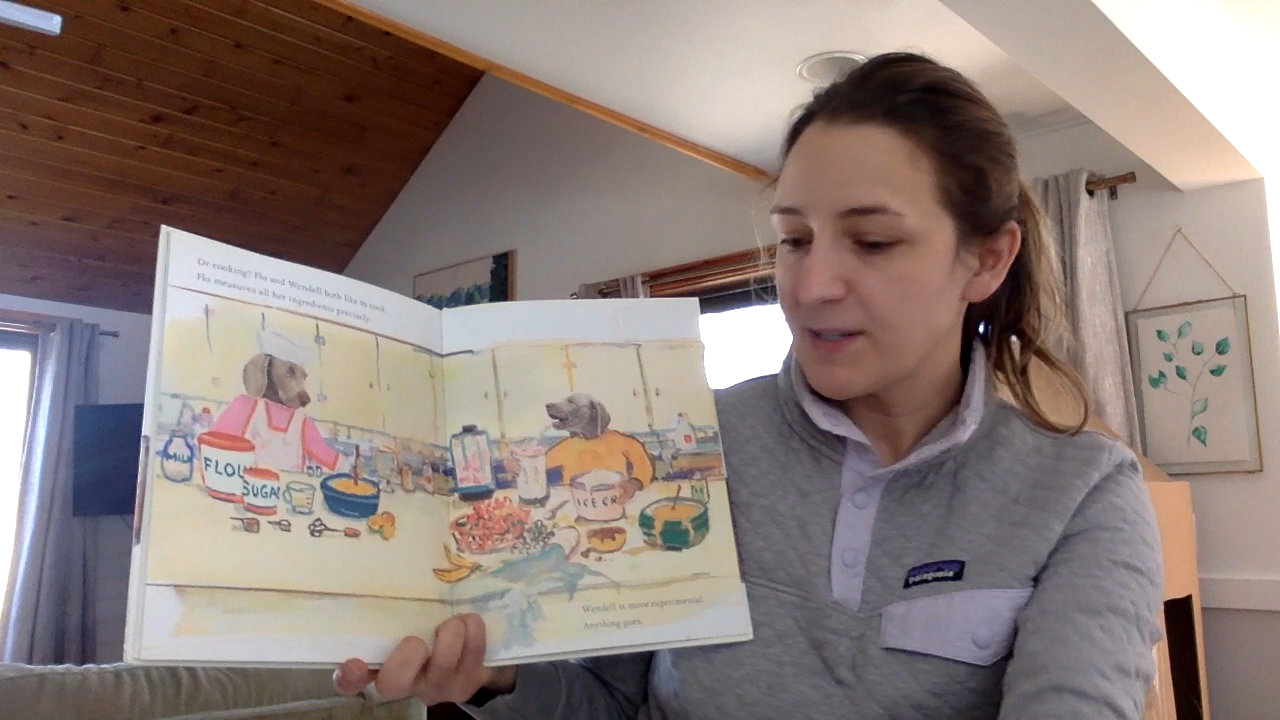 Or cooking? Flo and Wendell both like to cook.
Flo measures all her ingredients precisely.
MILK
FLOU
SUGAR
ICE CR
Wendell is more experimental.
Anything goes.
patagonia